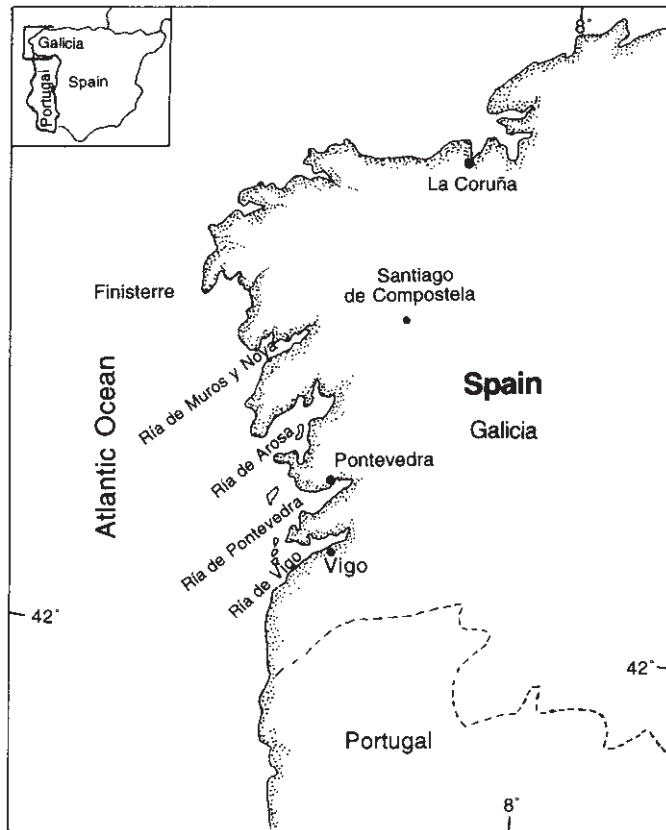 Galicia
Portugal
Spain
8°
La Coruña
Finisterre
Santiago
de Compostela
Atlantic Ocean
Ría de Muros y Noya
Spain
Galicia
Ría de Arosa
Pontevedra
Ría de Pontevedra
Ría de Vigo
Vigo
42°
42°
Portugal
8°